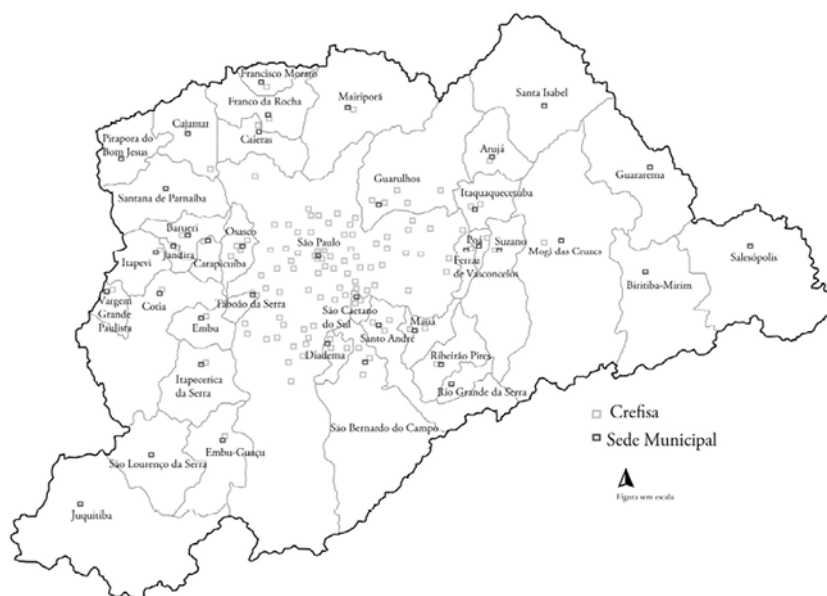 Francisco Morato
Franco da Rocha
Mairiporã
Santa Isabel
Cajamar
Caieras
Pirapora do
Bom Jesus
Arujá
Guarulhos
Guararema
Santana de Parnaíba
Itaquaquecetuba
Barueri
Osasco
São Paulo
Poá
Suzano
Itapevi
Jandira
Carapicuíba
Ferraz
de Vasconcelos
Mogi das Cruzes
Salesópolis
Biritiba-Mirim
Vargem
Grande
Paulista
Cotia
Taboão da Serra
Embu
São Caetano
do Sul
Santo André
Mauá
Diadema
Ribeirão Pires
Itapecerica
da Serra
Rio Grande da Serra
São Bernardo do Campo
São Lourenço da Serra
Embu-Guaçu
Juquitiba
Crefisa
Sede Municipal
Figura sem escala